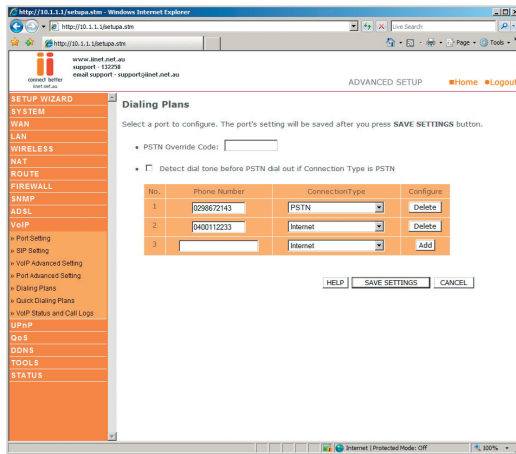 http://10.1.1.1/setupa.stm - Windows Internet Explorer
http://10.1.1.1/setupa.stm
Live Search
http://10.1.1.1/setupa.stm
Page
Tools
www.iinet.net.au
support - 132258
email support - support@iinet.net.au
connect better
iinet.net.au
ADVANCED SETUP
Home
Logout
SETUP WIZARD
SYSTEM
WAN
LAN
WIRELESS
NAT
ROUTE
FIREWALL
SNMP
ADSL
VoIP
» Port Setting
» SIP Setting
» VoIP Advanced Setting
» Port Advanced Setting
» Dialing Plans
» Quick Dialing Plans
» VoIP Status and Call Logs
UPnP
QoS
DDNS
TOOLS
STATUS
Dialing Plans
Select a port to configure. The port's setting will be saved after you press SAVE SETTINGS button.
• PSTN Override Code:
• Detect dial tone before PSTN dial out if Connection Type is PSTN
No. Phone Number ConnectionType Configure
1 0298672143 PSTN Delete
2 0400112233 Internet Delete
3 Internet Add
HELP SAVE SETTINGS CANCEL
Internet | Protected Mode: Off
100%